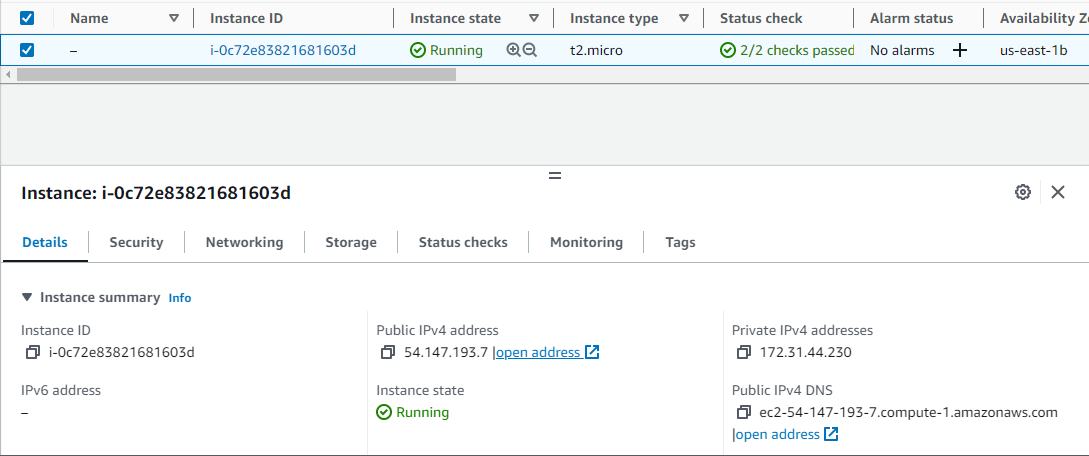 Name Instance ID Instance state Instance type Status check Alarm status Availability Z
– i-0c72e83821681603d Running t2.micro 2/2 checks passed No alarms us-east-1b
Instance: i-0c72e83821681603d
Details Security Networking Storage Status checks Monitoring Tags
Instance summary Info
Instance ID Public IPv4 address Private IPv4 addresses
i-0c72e83821681603d 54.147.193.7 |open address 172.31.44.230
IPv6 address Instance state Public IPv4 DNS
– Running ec2-54-147-193-7.compute-1.amazonaws.com
|open address